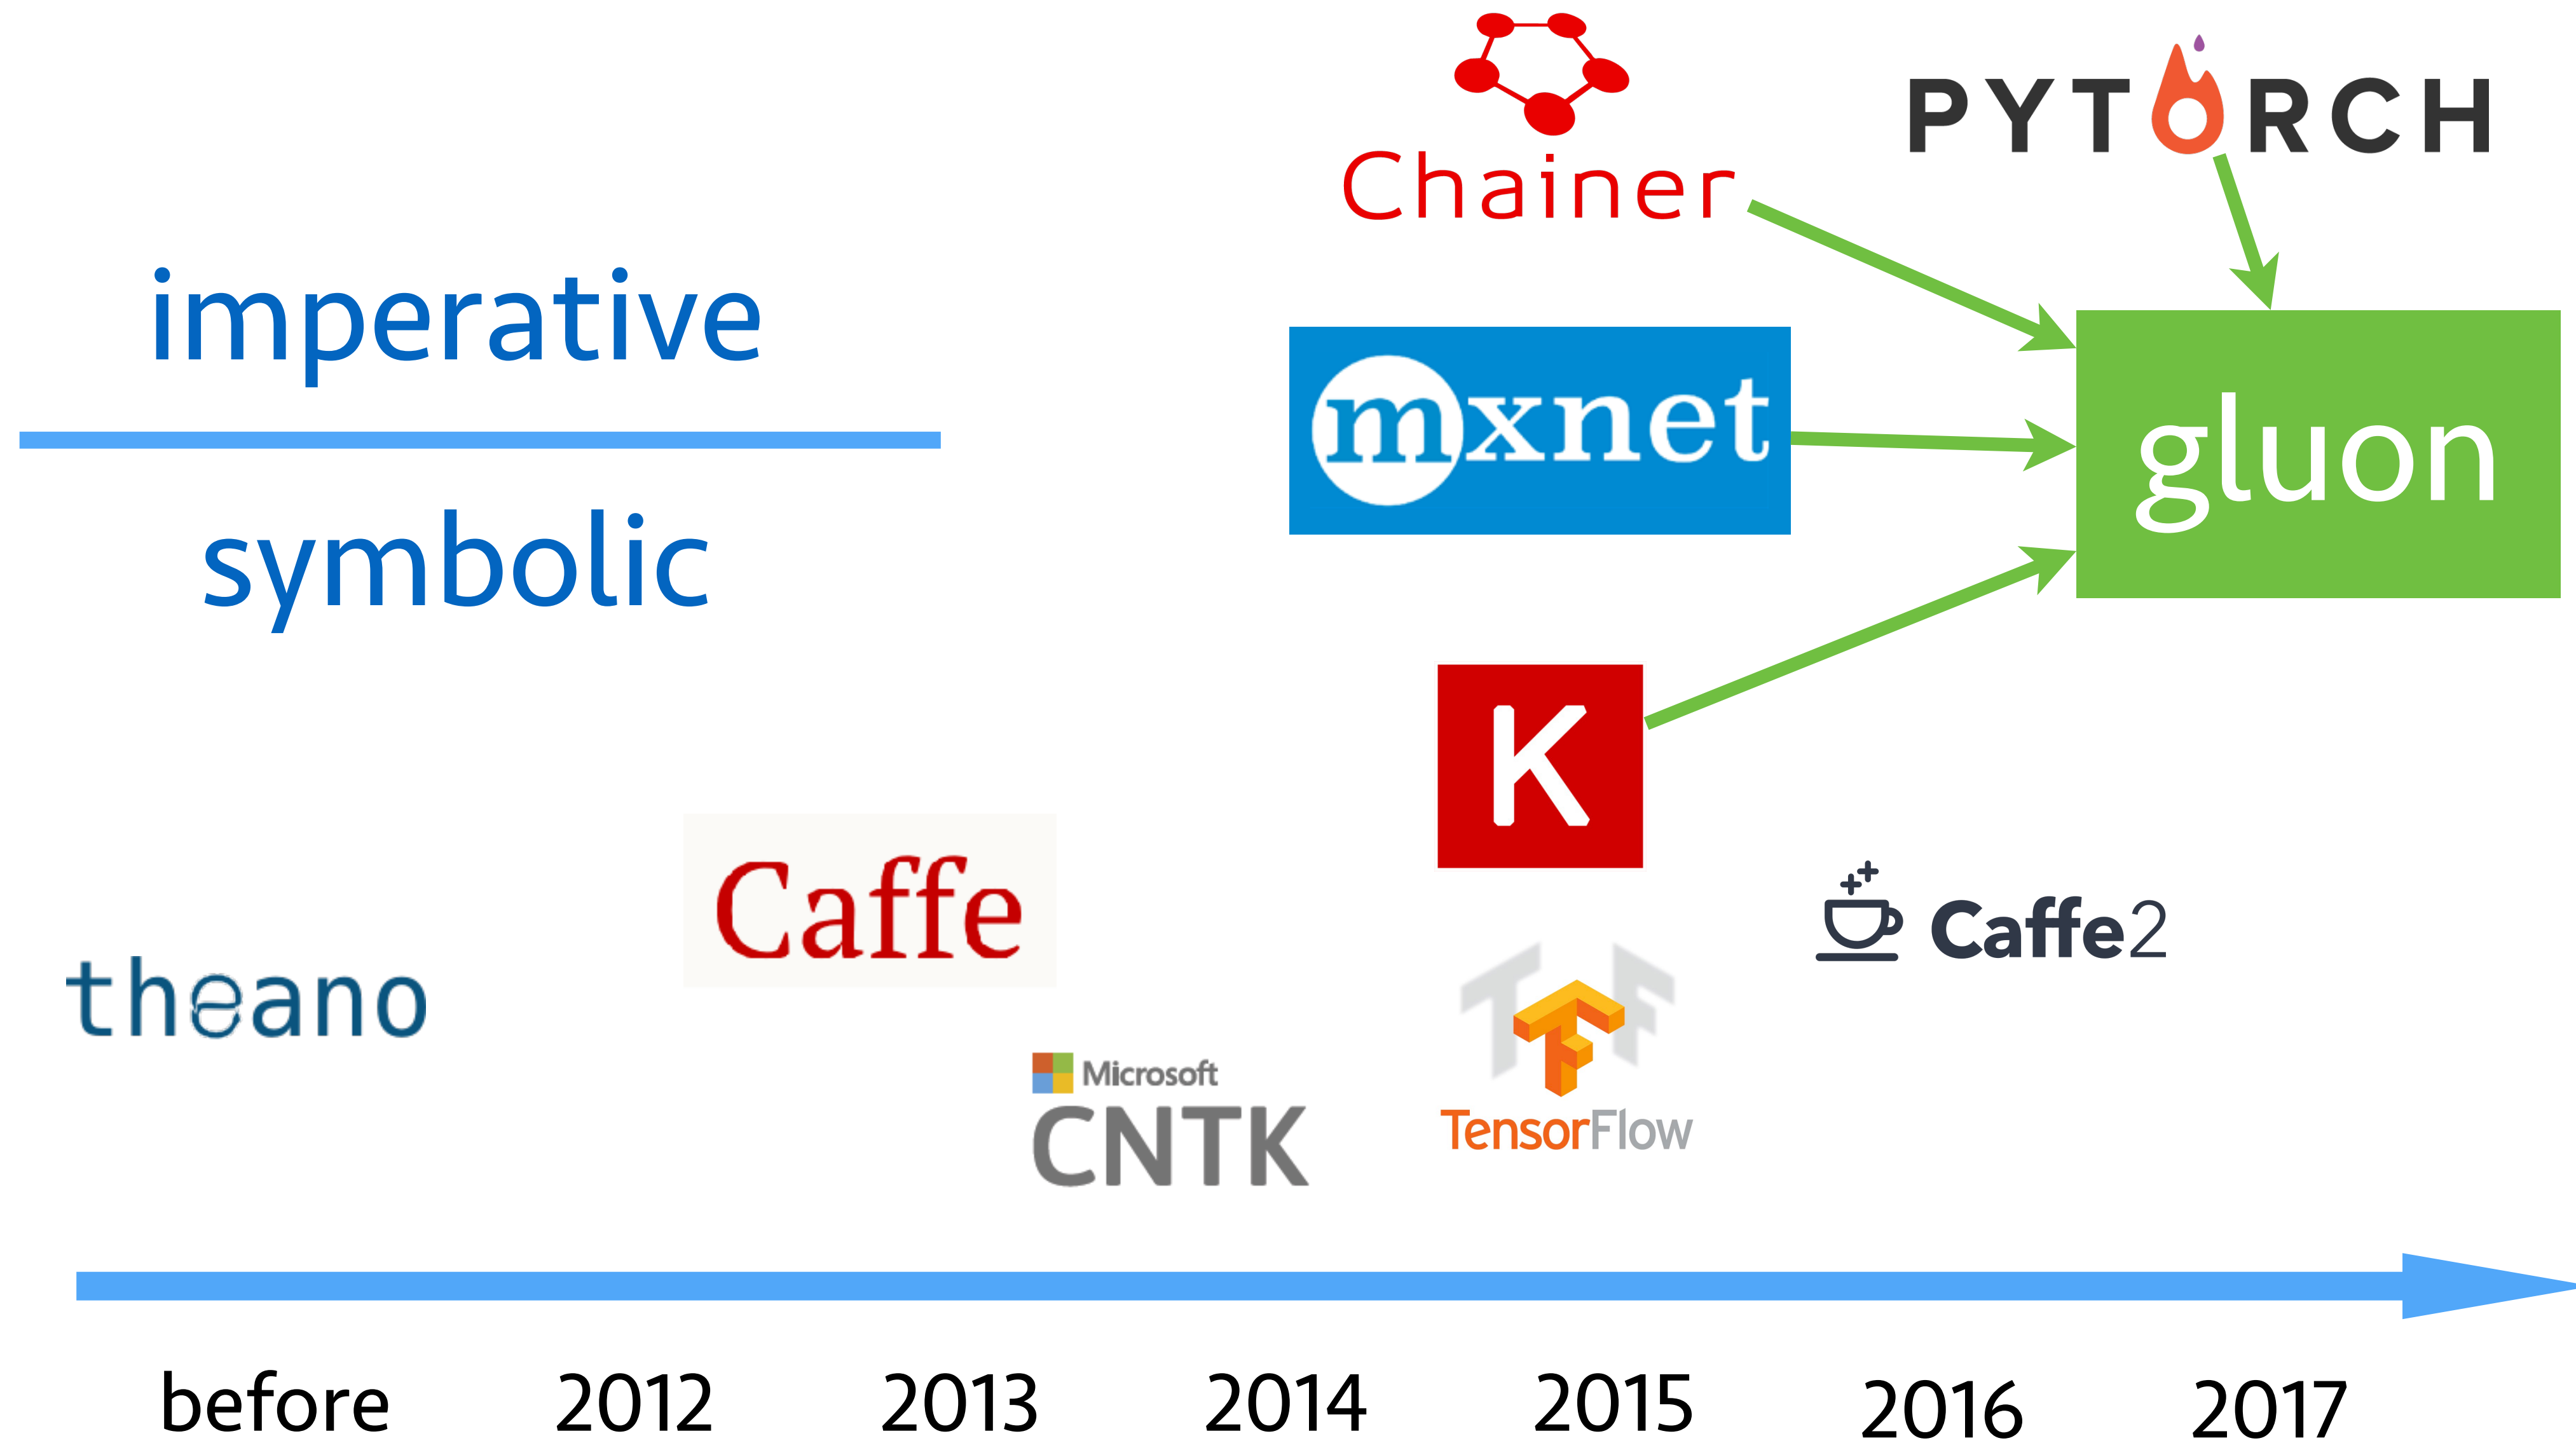 Chainer
PYTORCH
imperative
mxnet
gluon
symbolic
K
Caffe
Caffe2
theano
Microsoft
CNTK
TF
TensorFlow
before 2012 2013 2014 2015 2016 2017